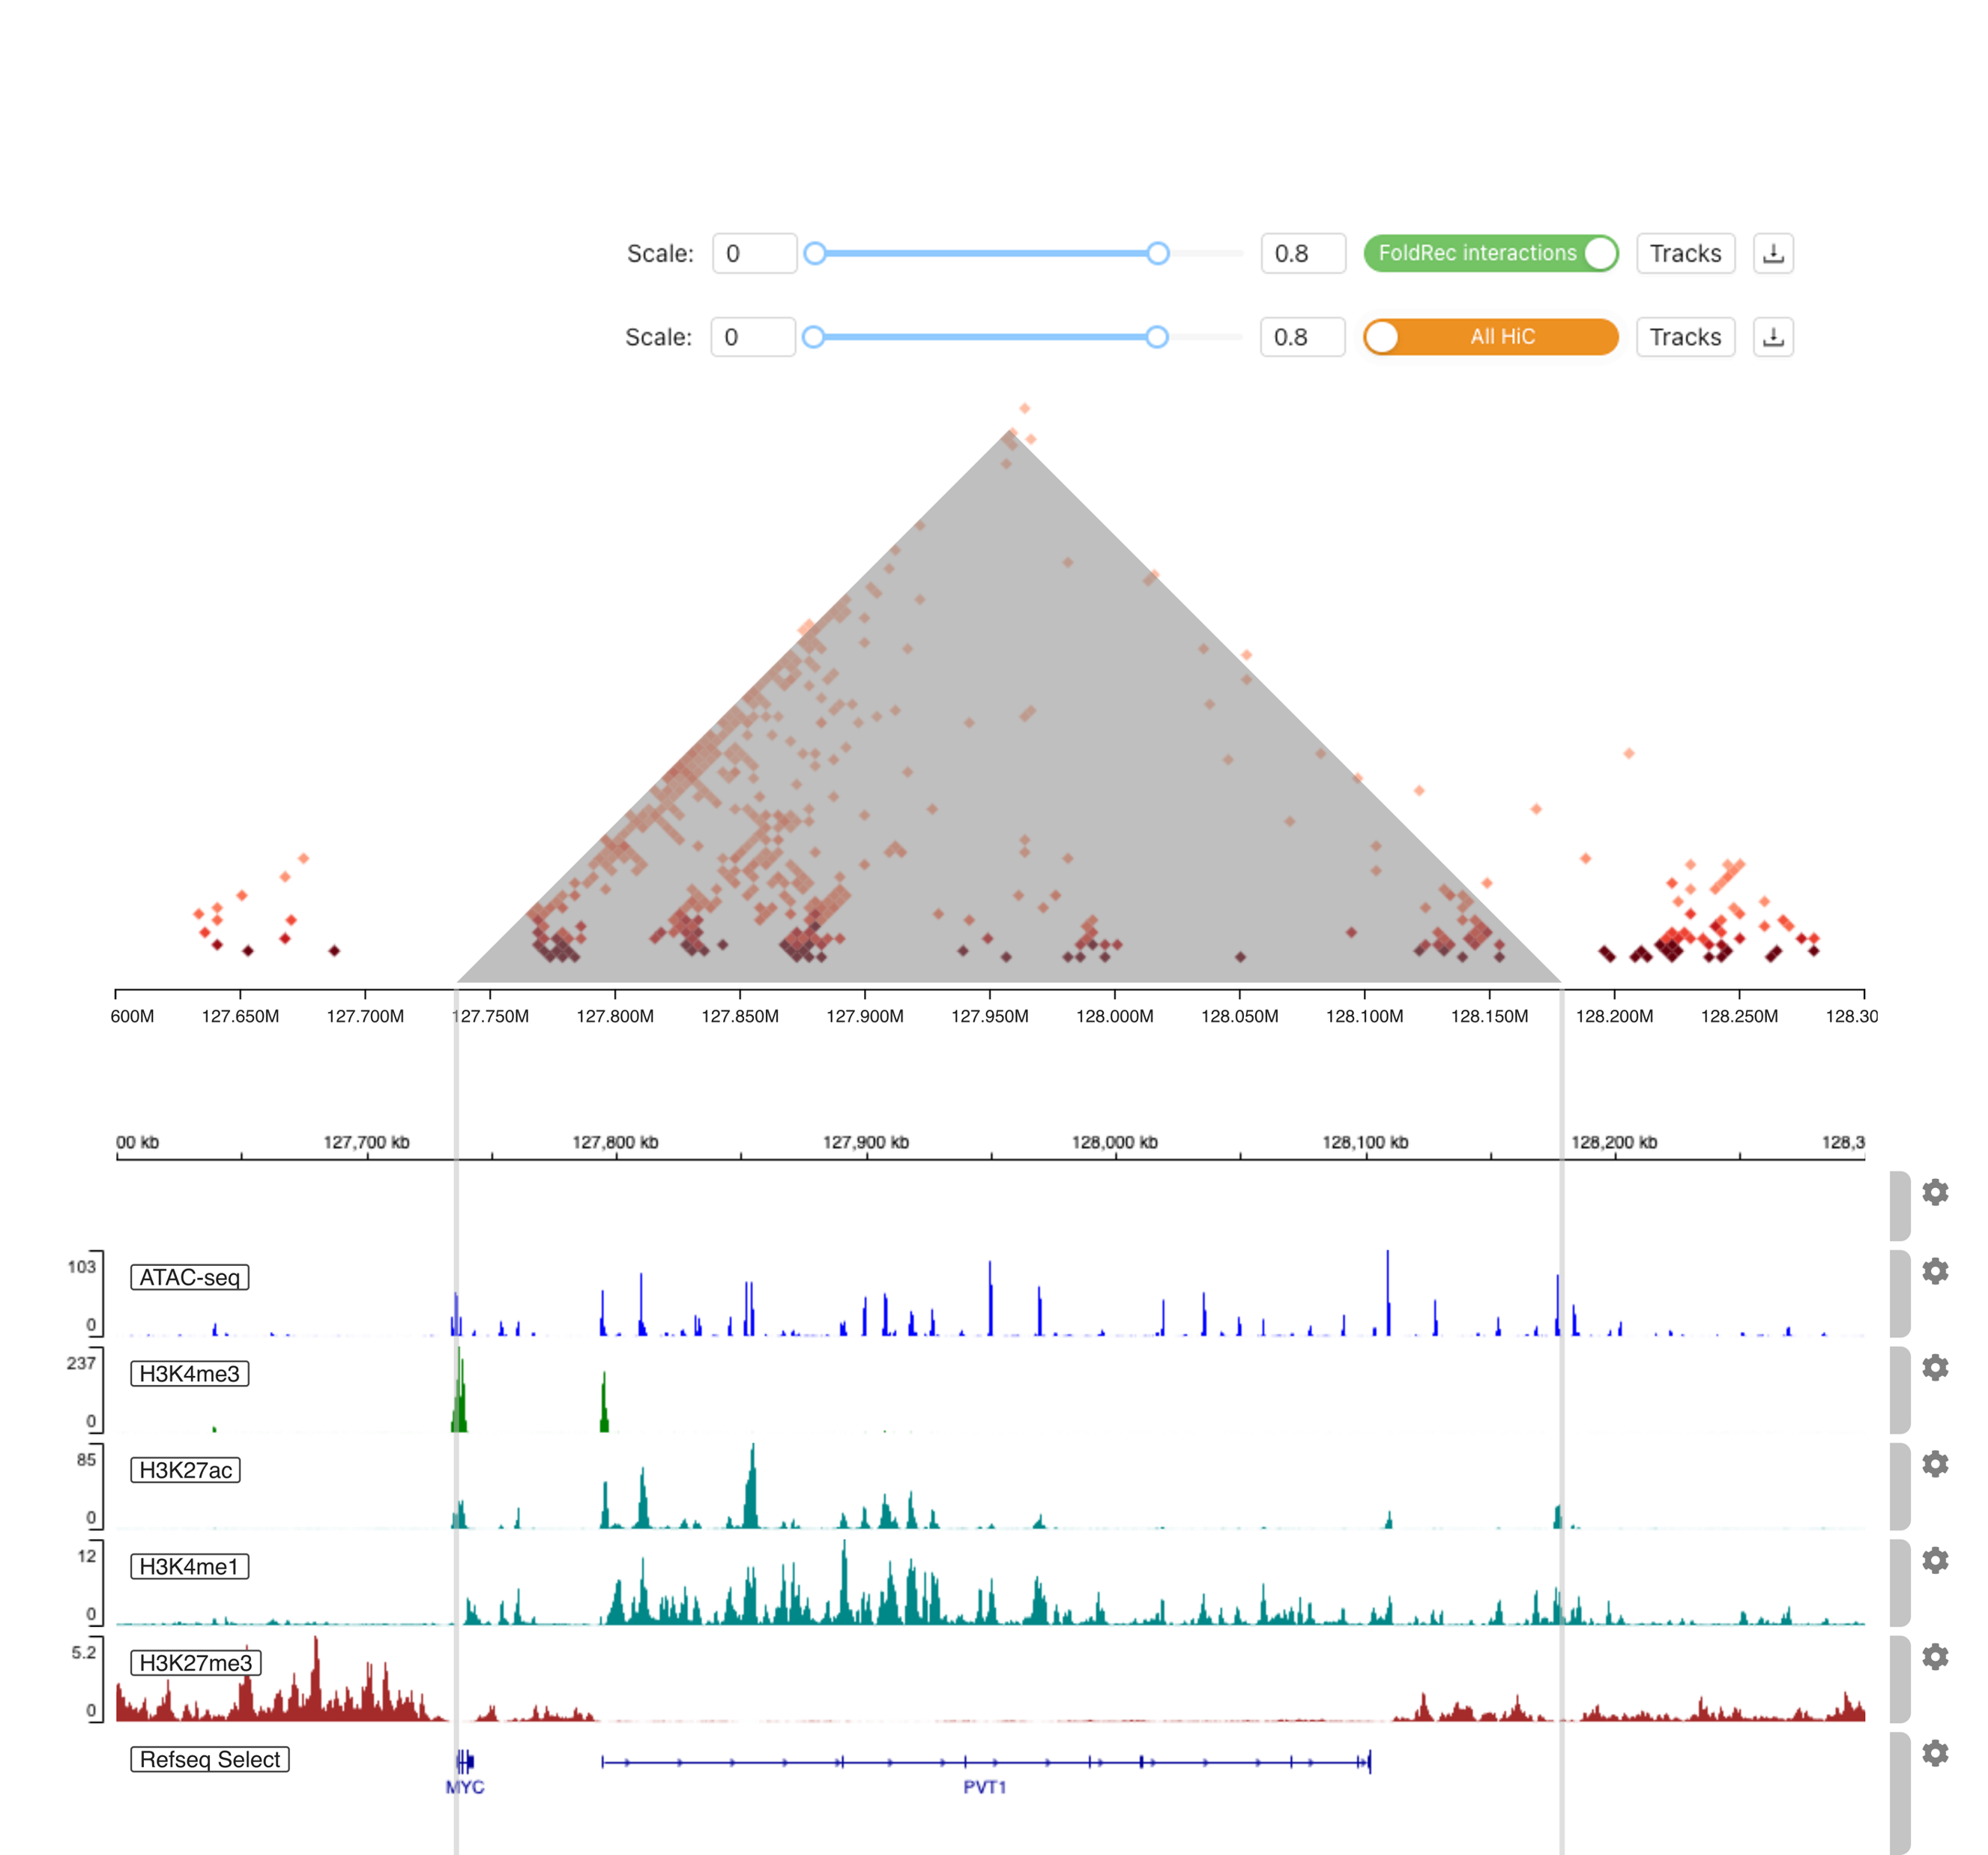 Scale: 0 0.8 FoldRec interactions Tracks
Scale: 0 0.8 All HiC Tracks
600M 127.650M 127.700M 127.750M 127.800M 127.850M 127.900M 127.950M 128.000M 128.050M 128.100M 128.150M 128.200M 128.250M 128.30
00 kb 127,700 kb 127,800 kb 127,900 kb 128,000 kb 128,100 kb 128,200 kb 128,3
103
ATAC-seq
0
237
H3K4me3
0
85
H3K27ac
0
12
H3K4me1
0
5.2
H3K27me3
0
Refseq Select
MYC PVT1